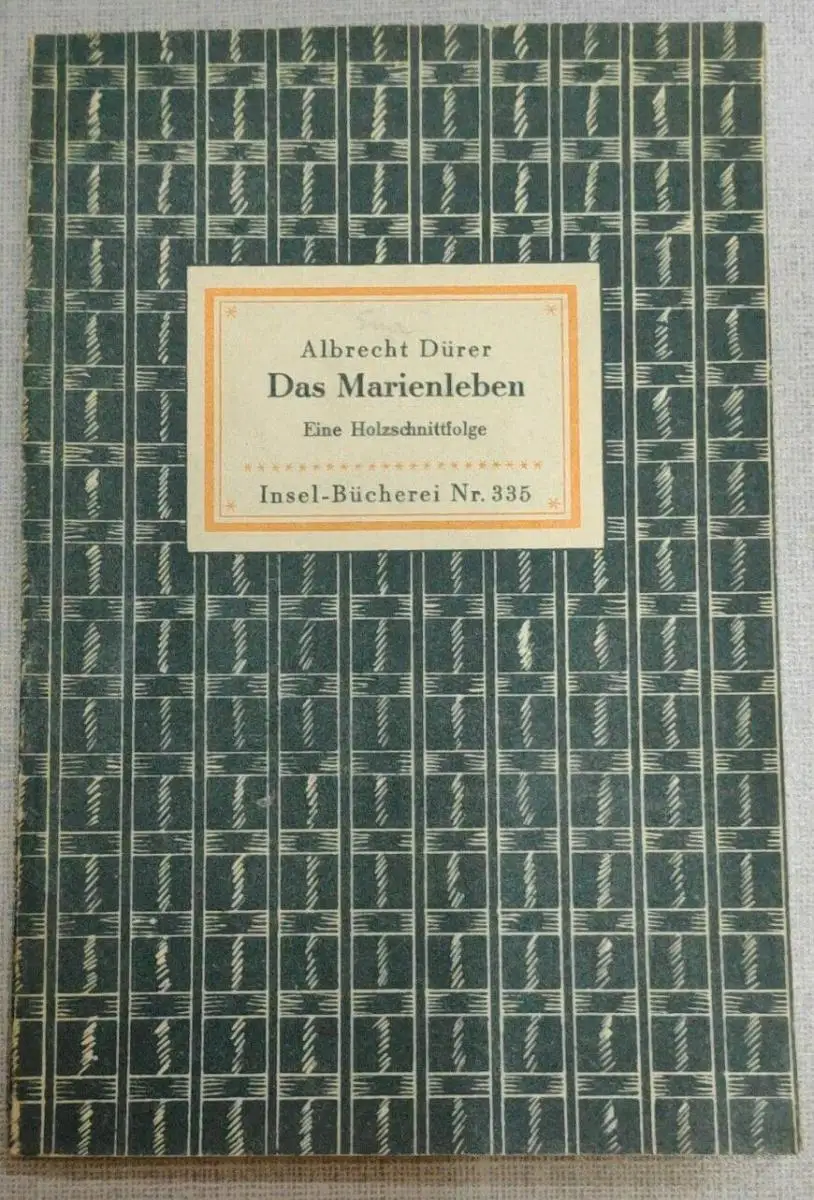 Albrecht Dürer
Das Marienleben
Eine Holzschnittfolge
Insel-Bücherei Nr. 335